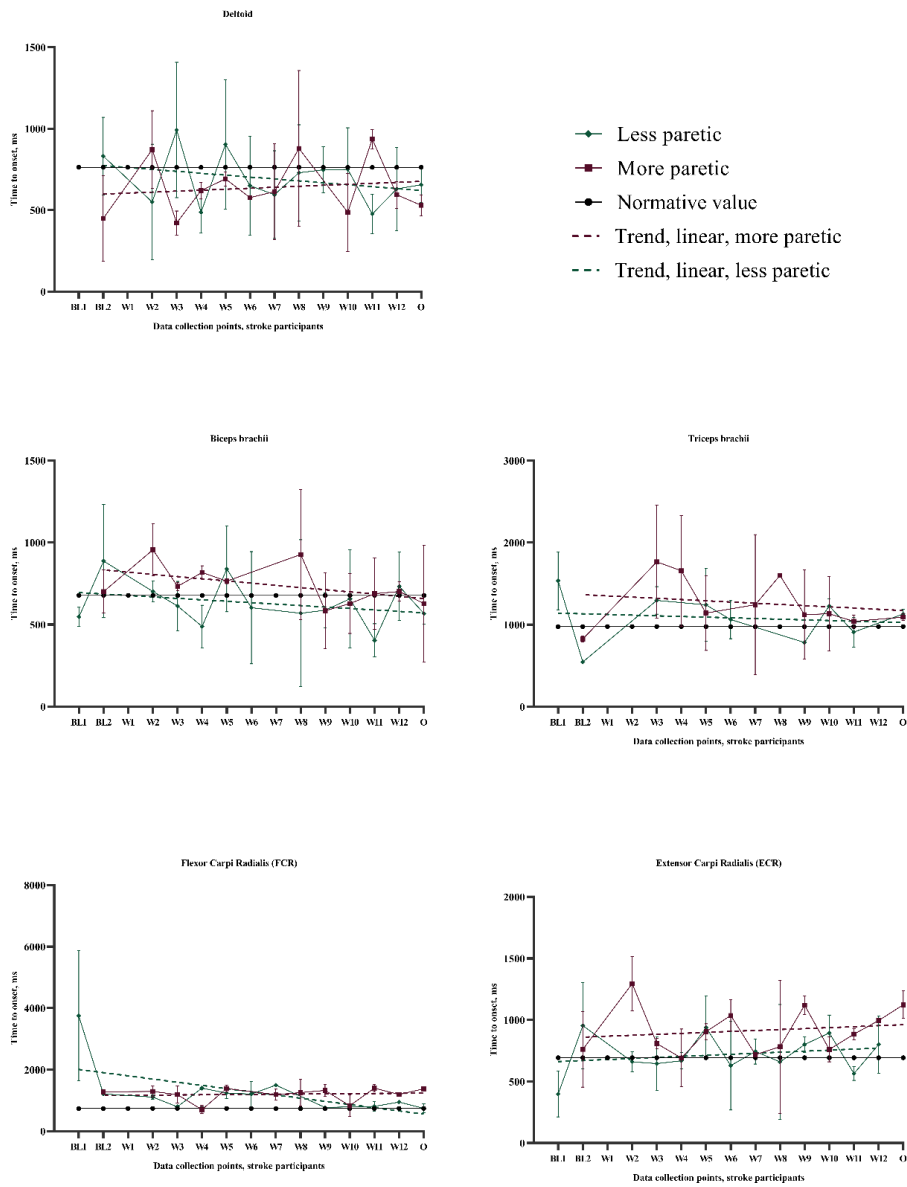 Deltoid
1500
1000
500
0
Time to onset, ms
BL1 BL2 W1 W2 W3 W4 W5 W6 W7 W8 W9 W10 W11 W12 O
Data collection points, stroke participants
Less paretic
More paretic
Normative value
Trend, linear, more paretic
Trend, linear, less paretic
Biceps brachii
1500
1000
500
0
Time to onset, ms
BL1 BL2 W1 W2 W3 W4 W5 W6 W7 W8 W9 W10 W11 W12 O
Triceps brachii
3000
2000
1000
0
Time to onset, ms
BL1 BL2 W1 W2 W3 W4 W5 W6 W7 W8 W9 W10 W11 W12 O
Data collection points, stroke participants
Flexor Carpi Radialis (FCR)
8000
6000
4000
2000
0
Time to onset, ms
BL1 BL2 W1 W2 W3 W4 W5 W6 W7 W8 W9 W10 W11 W12 O
Data collection points, stroke participants
Extensor Carpi Radialis (ECR)
2000
1500
1000
500
0
Time to onset, ms
BL1 BL2 W1 W2 W3 W4 W5 W6 W7 W8 W9 W10 W11 W12 O
Data collection points, stroke participants